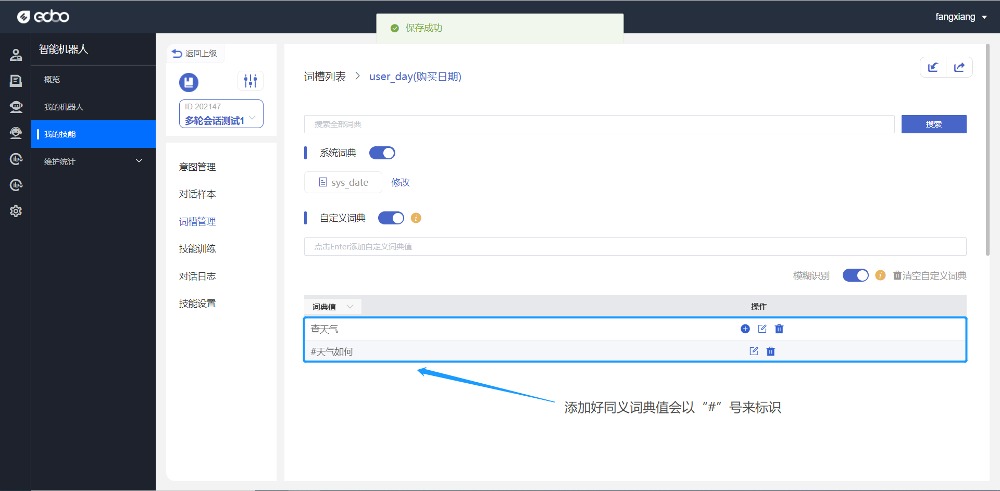 edoo
保存成功
fangxiang
智能机器人
概览
我的机器人
我的技能
维护统计
返回上级
ID 202147
多轮会话测试1
意图管理
对话样本
词槽管理
技能训练
对话日志
技能设置
词槽列表 > user_day(购买日期)
搜索全部词典
搜索
系统词典
sys_date
修改
自定义词典
点击Enter添加自定义词典值
模糊识别
清空自定义词典
词典值
操作
查天气
#天气如何
添加好同义词典值会以“#”号来标识